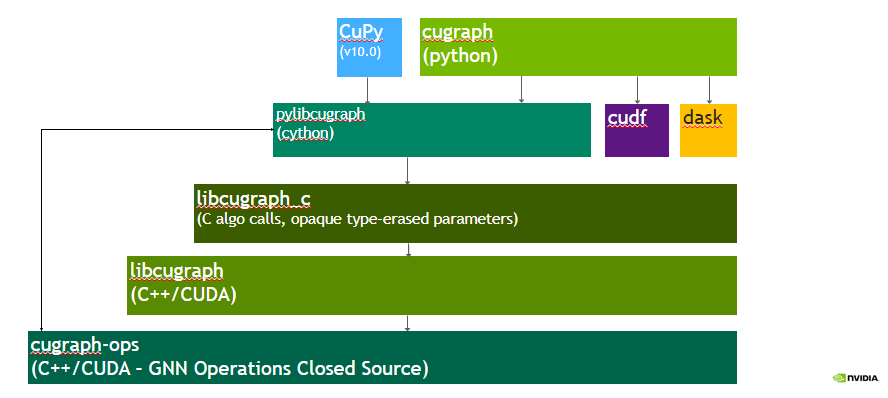 CuPy
(v10.0)
cugraph
(python)
pylibcugraph
(cython)
cudf
dask
libcugraph_c
(C algo calls, opaque type-erased parameters)
libcugraph
(C++/CUDA)
cugraph-ops
(C++/CUDA – GNN Operations Closed Source)
NVIDIA